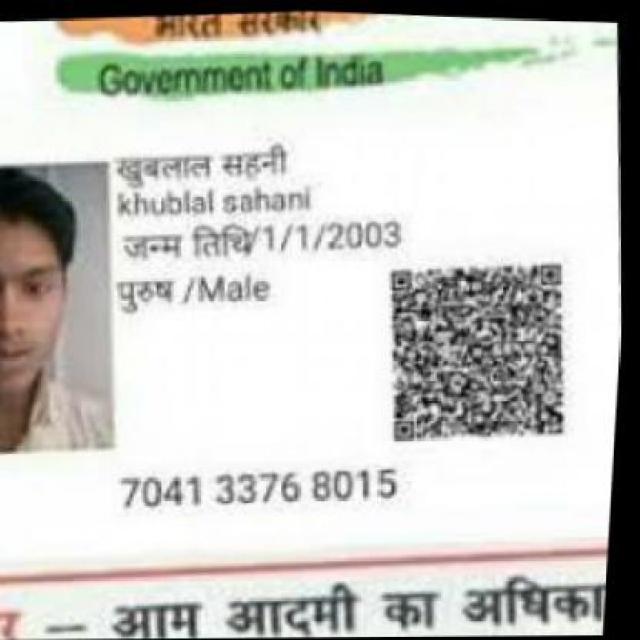 भारत सरकार
Government of India
खुबलाल सहनी
khublal sahani
जन्म तिथि/1/1/2003
पुरुष /Male
7041 3376 8015
र — आम आदमी का अधिका